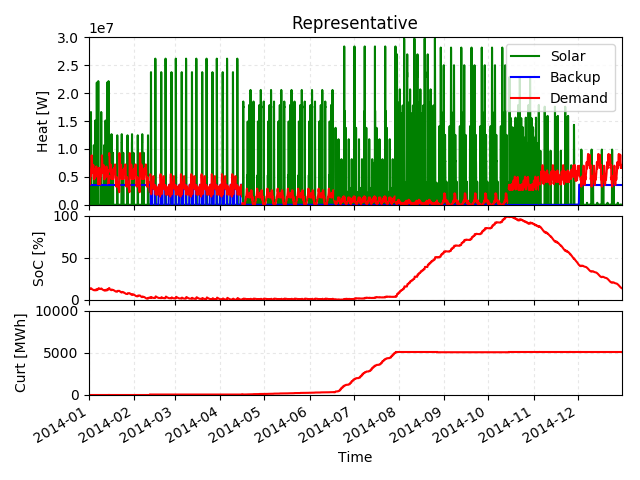 Representative
1e7
3.0
2.5
2.0
1.5
1.0
0.5
0.0
Heat [W]
Solar
Backup
Demand
100
50
0
SoC [%]
10000
5000
0
Curt [MWh]
2014-01
2014-02
2014-03
2014-04
2014-05
2014-06
2014-07
2014-08
2014-09
2014-10
2014-11
2014-12
Time